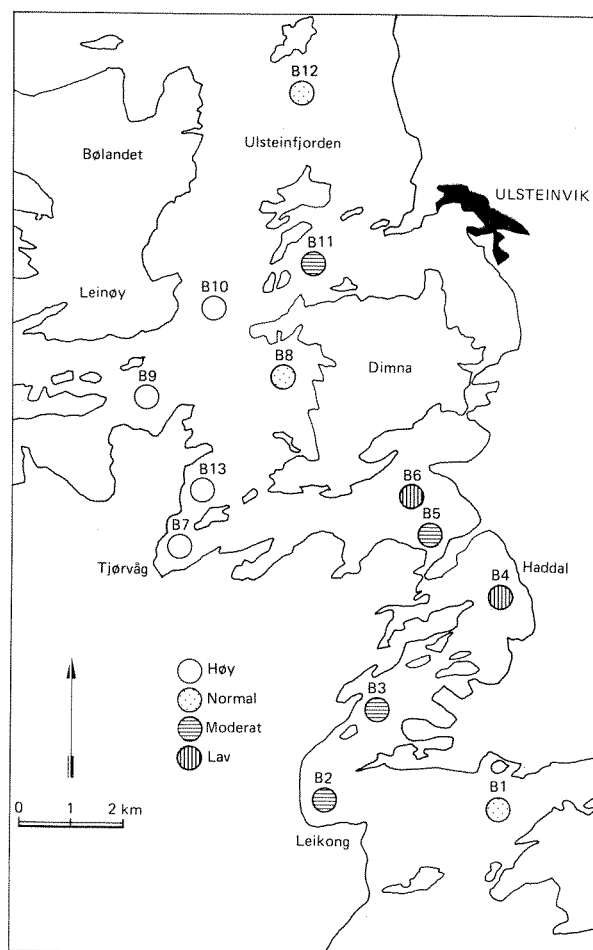 B12
Bølandet
Ulsteinfjorden
ULSTEINVIK
B11
Leinøy
B10
B8
Dimna
B9
B13
B6
B7
B5
Tjørvåg
Haddal
B4
Høy
Normal
B3
Moderat
Lav
B2
B1
0 1 2 km
Leikong